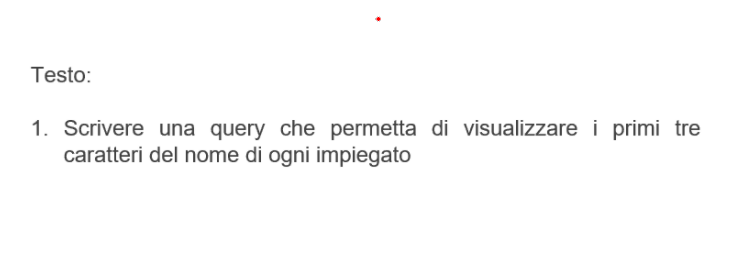 Testo:
1. Scrivere una query che permetta di visualizzare i primi tre
caratteri del nome di ogni impiegato